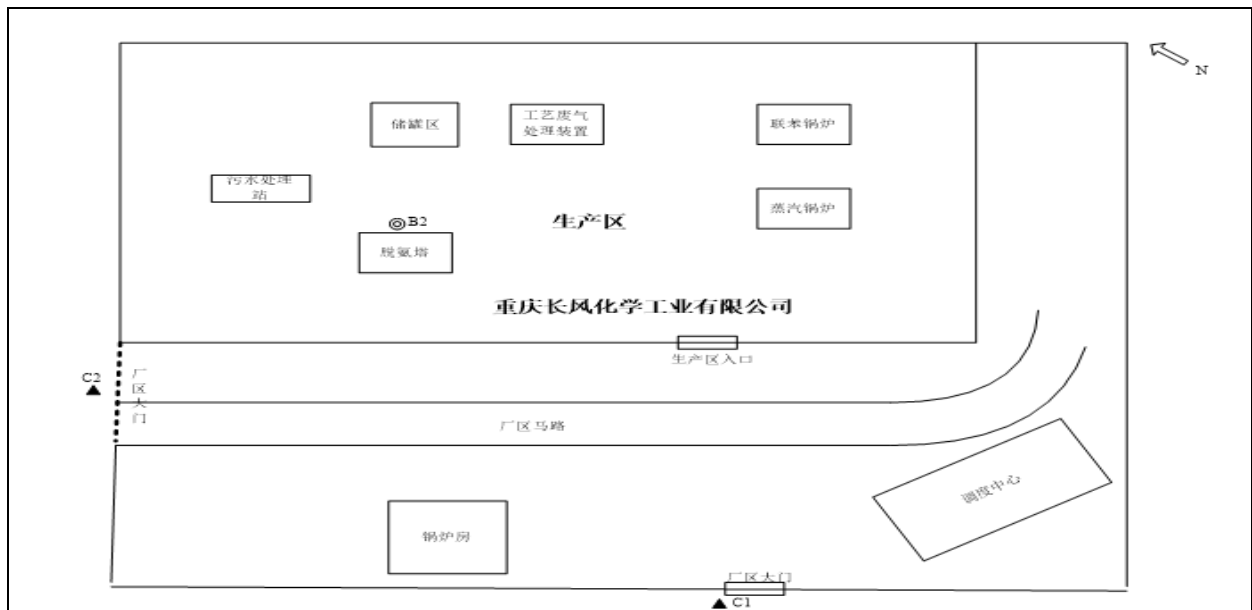 N
储罐区
工艺废气
处理装置
联苯锅炉
污水处理
站
蒸汽锅炉
B2
生产区
脱氨塔
重庆长风化学工业有限公司
生产区入口
C2
厂
区
大
门
厂区马路
调度中心
锅炉房
厂区大门
C1